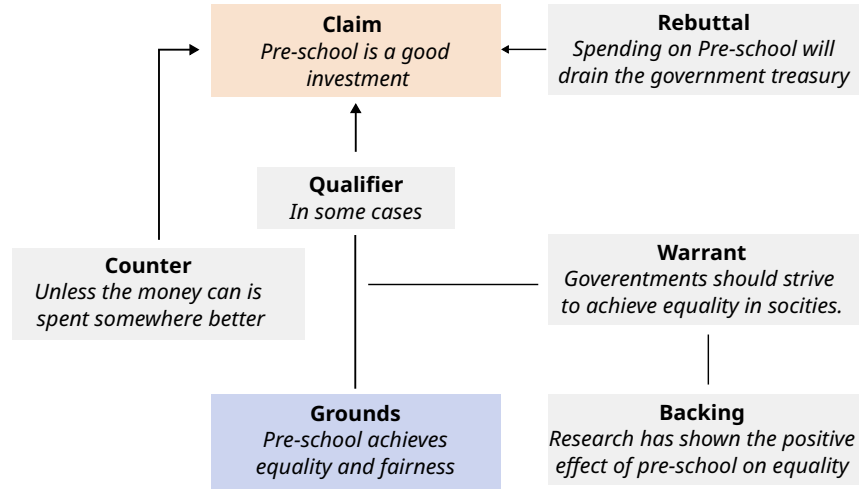 Claim
Pre-school is a good
investment
Rebuttal
Spending on Pre-school will
drain the government treasury
Qualifier
In some cases
Counter
Unless the money can is
spent somewhere better
Warrant
Goverentments should strive
to achieve equality in socities.
Grounds
Pre-school achieves
equality and fairness
Backing
Research has shown the positive
effect of pre-school on equality